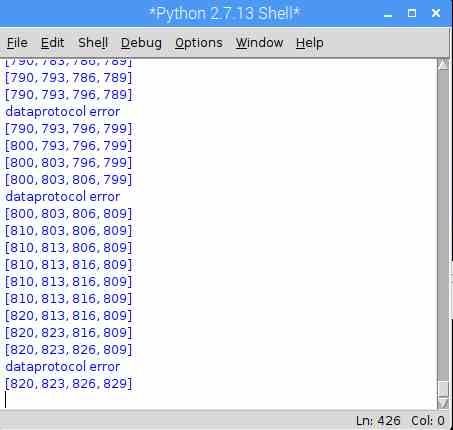 *Python 2.7.13 Shell*
File Edit Shell Debug Options Window Help
[790, 783, 786, 789]
[790, 793, 786, 789]
[790, 793, 796, 789]
dataprotocol error
[790, 793, 796, 799]
[800, 793, 796, 799]
[800, 803, 796, 799]
[800, 803, 806, 799]
dataprotocol error
[800, 803, 806, 809]
[810, 803, 806, 809]
[810, 813, 806, 809]
[810, 813, 816, 809]
[810, 813, 816, 809]
[810, 813, 816, 809]
[820, 813, 816, 809]
[820, 823, 816, 809]
[820, 823, 826, 809]
dataprotocol error
[820, 823, 826, 829]
Ln: 426 Col: 0